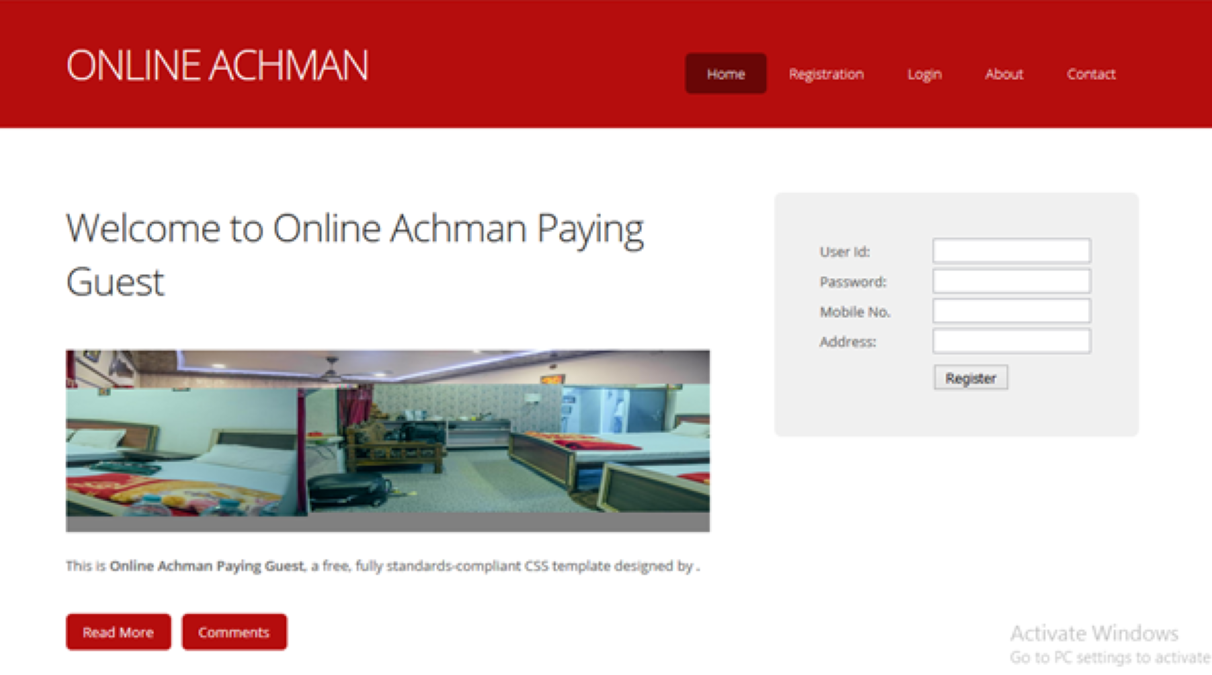 ONLINE ACHMAN
Home
Registration
Login
About
Contact
Welcome to Online Achman Paying
Guest
User Id:
Password:
Mobile No.
Address:
Register
This is Online Achman Paying Guest, a free, fully standards-compliant CSS template designed by .
Read More
Comments
Activate Windows
Go to PC settings to activate